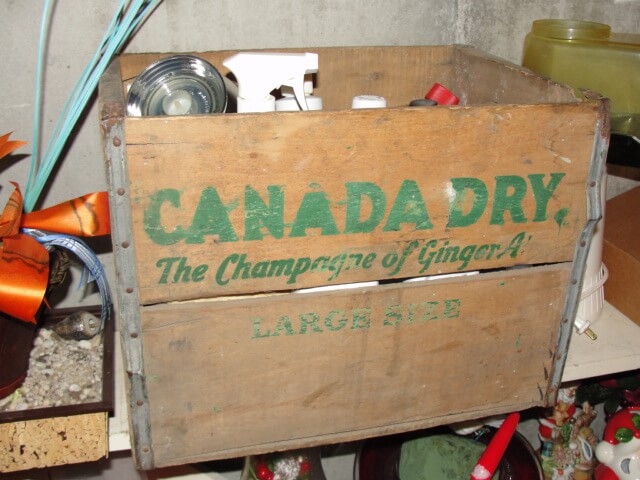 CANADA DRY,
The Champagne of Ginger A
LARGE SIZE